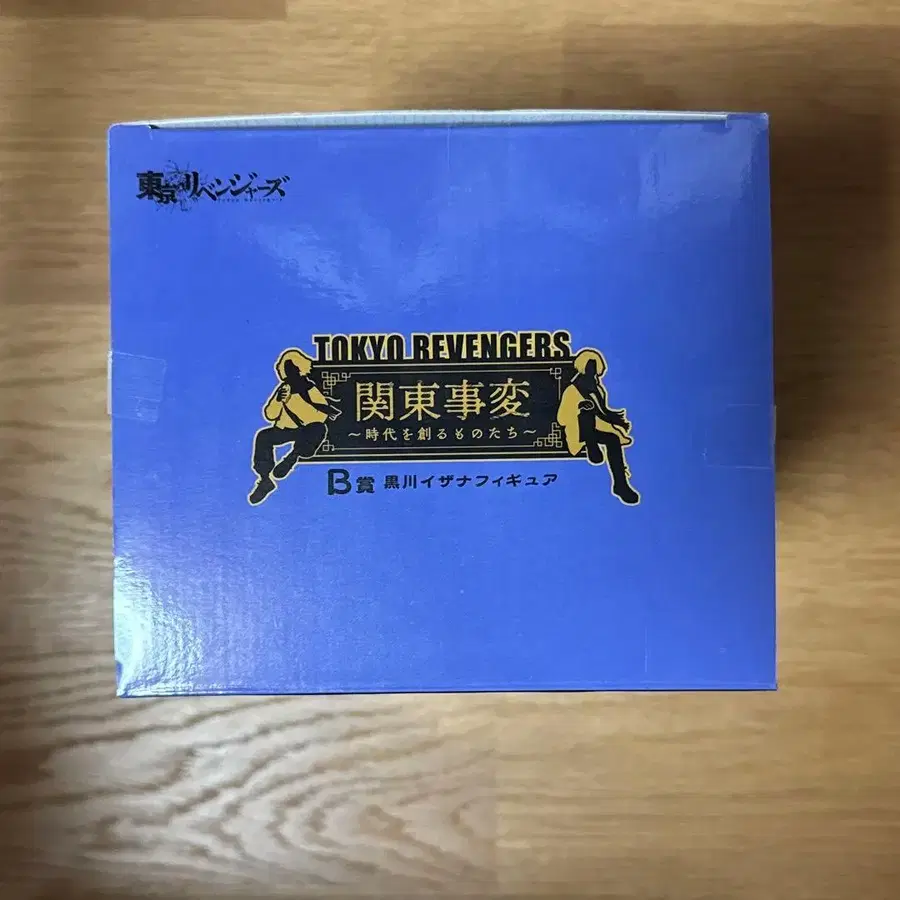 東京リベンジャーズ
TOKYO REVENGERS
関東事変
～時代を創るものたち～
B賞 黒川イザナフィギュア